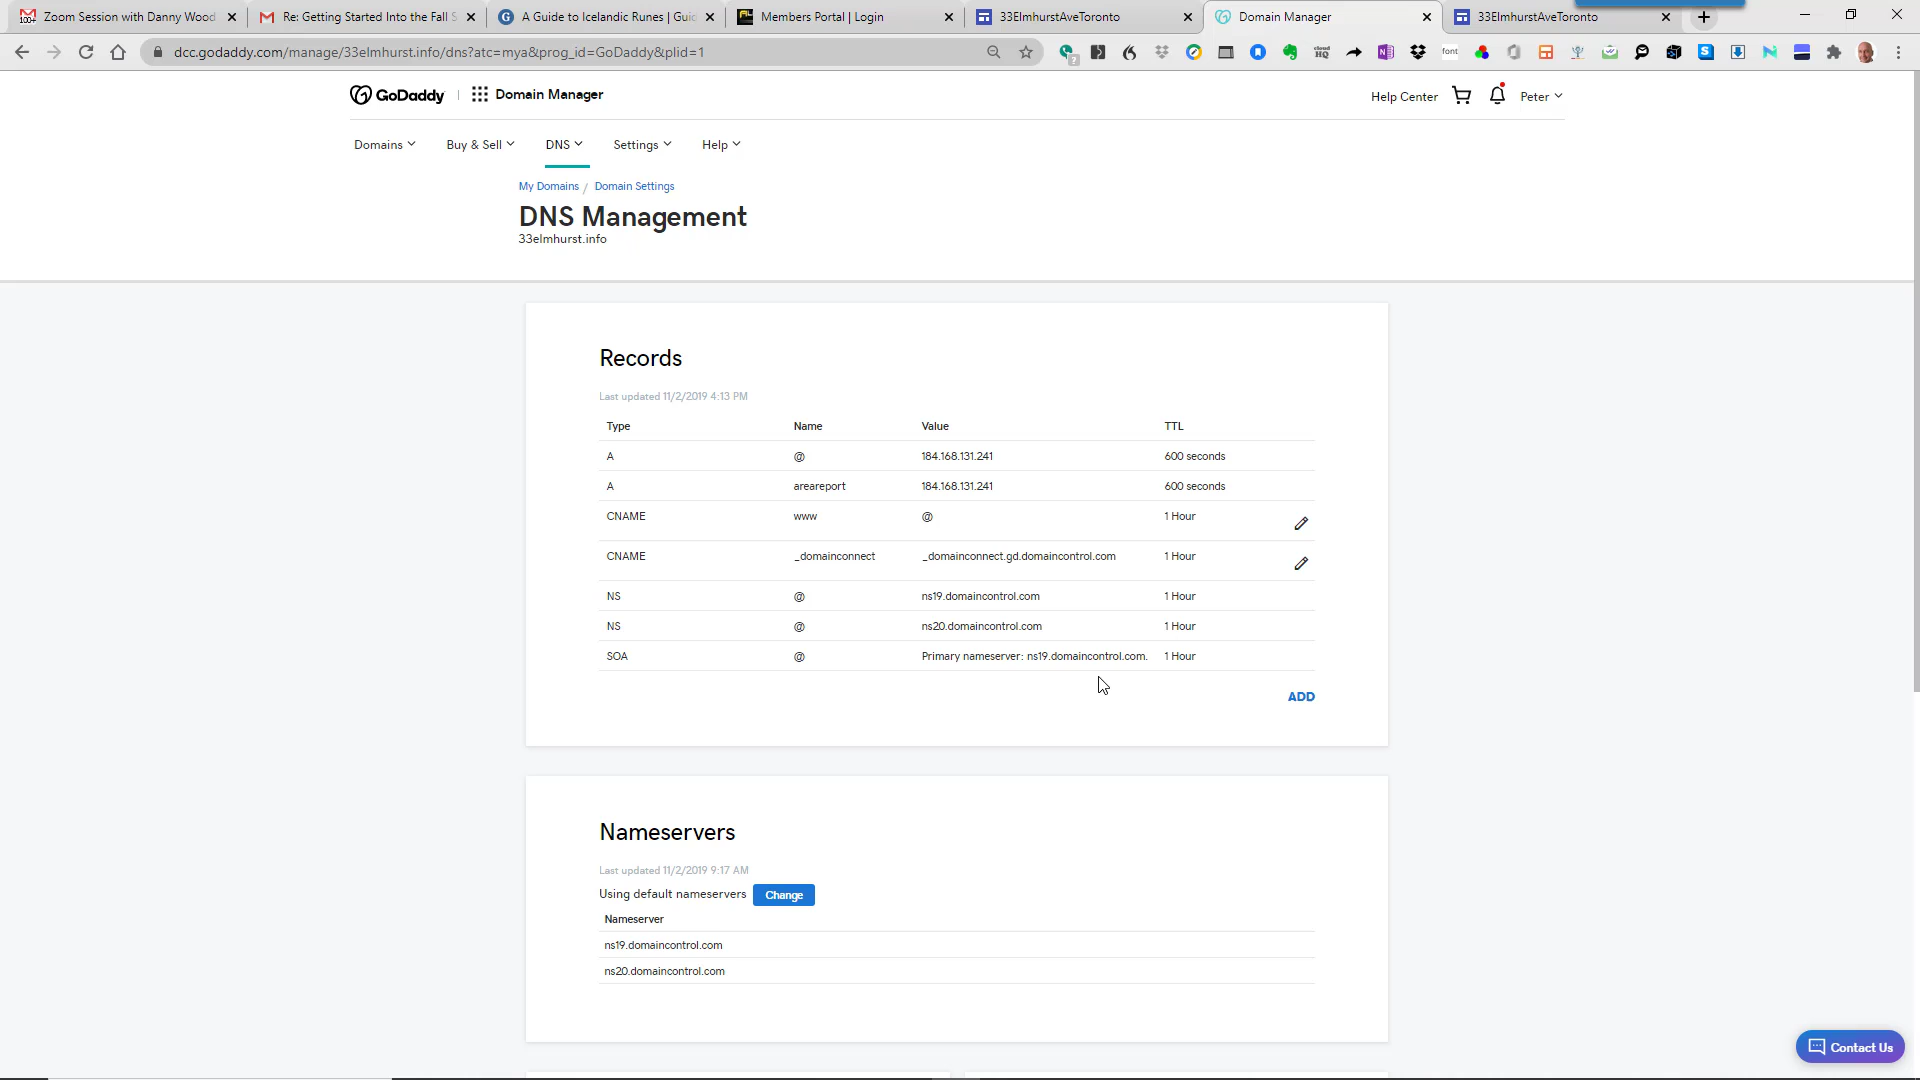 Zoom Session with Danny Wood
Re: Getting Started Into the Fall S
A Guide to Icelandic Runes | Guid
Members Portal | Login
33ElmhurstAveToronto
Domain Manager
33ElmhurstAveToronto
dcc.godaddy.com/manage/33elmhurst.info/dns?atc=mya&prog_id=GoDaddy&plid=1
GoDaddy
Domain Manager
Help Center
Peter
Domains
Buy & Sell
DNS
Settings
Help
My Domains / Domain Settings
DNS Management
33elmhurst.info
Records
Last updated 11/2/2019 4:13 PM
Type Name Value TTL
A @ 184.168.131.241 600 seconds
A areareport 184.168.131.241 600 seconds
CNAME www @ 1 Hour
CNAME _domainconnect _domainconnect.gd.domaincontrol.com 1 Hour
NS @ ns19.domaincontrol.com 1 Hour
NS @ ns20.domaincontrol.com 1 Hour
SOA @ Primary nameserver: ns19.domaincontrol.com. 1 Hour
ADD
Nameservers
Last updated 11/2/2019 9:17 AM
Using default nameservers Change
Nameserver
ns19.domaincontrol.com
ns20.domaincontrol.com
Contact Us